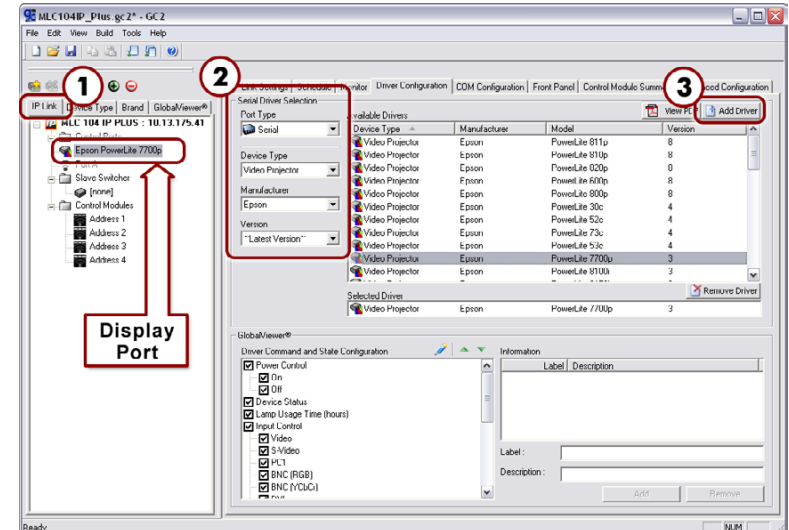 MLC104IP_Plus.gc2* - GC2
File Edit View Build Tools Help
1
2
3
IP Link Device Type Brand GlobalViewer®
MLC 104 IP PLUS : 10.13.175.41
Control Ports
Epson PowerLite 7700p
Port A
Slave Switcher
[none]
Control Modules
Address 1
Address 2
Address 3
Address 4
Display
Port
Link Settings Schedule Monitor Driver Configuration COM Configuration Front Panel Control Module Summ Configuration
Serial Driver Selection
Port Type
Serial
Device Type
Video Projector
Manufacturer
Epson
Version
**Latest Version**
Available Drivers
View PDF Add Driver
Device Type Manufacturer Model Version
Video Projector Epson PowerLite 811p 8
Video Projector Epson PowerLite 810p 8
Video Projector Epson PowerLite 820p 8
Video Projector Epson PowerLite 600p 8
Video Projector Epson PowerLite 800p 8
Video Projector Epson PowerLite 30c 4
Video Projector Epson PowerLite 52c 4
Video Projector Epson PowerLite 73c 4
Video Projector Epson PowerLite 53c 4
Video Projector Epson PowerLite 7700p 3
Video Projector Epson PowerLite 8100i 3
Remove Driver
Selected Driver
Video Projector Epson PowerLite 7700p 3
GlobalViewer®
Driver Command and State Configuration
Power Control
On
Off
Device Status
Lamp Usage Time (hours)
Input Control
Video
S-Video
PC1
BNC (RGB)
BNC (YCbCr)
DVI
Information
Label Description
Label :
Description :
Add Remove
Ready
NUM